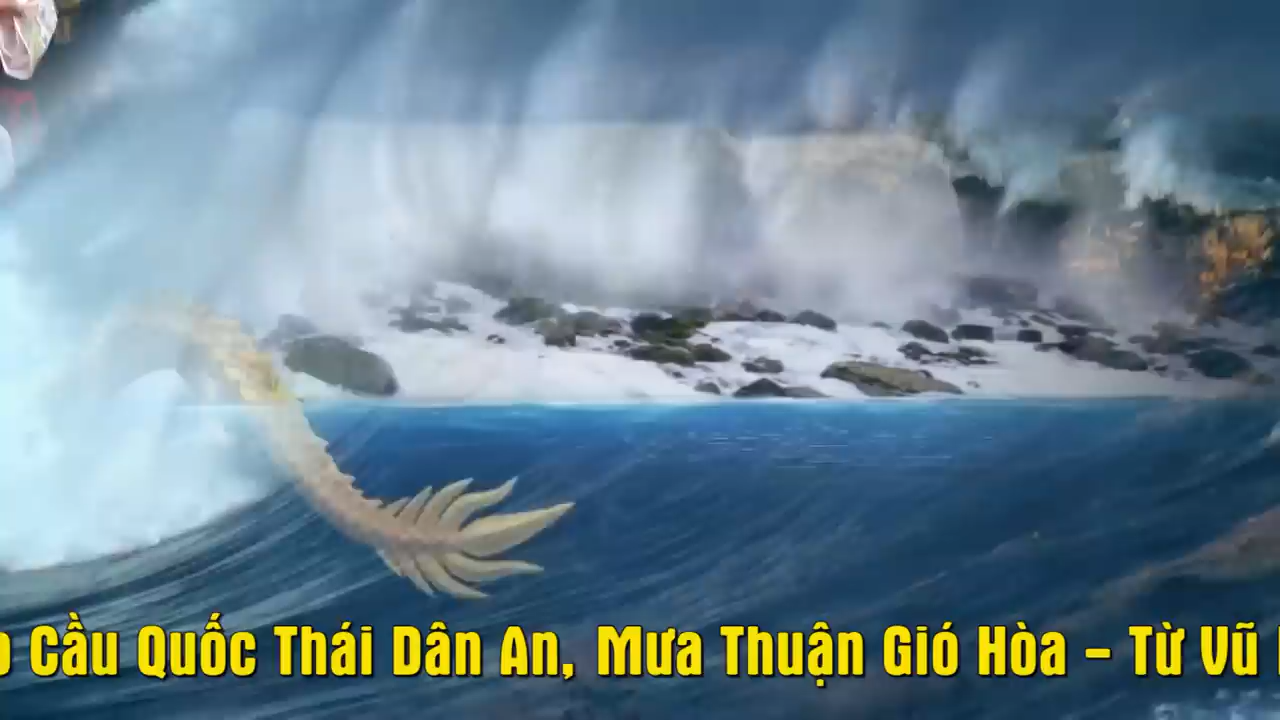 Cầu Quốc Thái Dân An, Mưa Thuận Gió Hòa – Từ Vũ